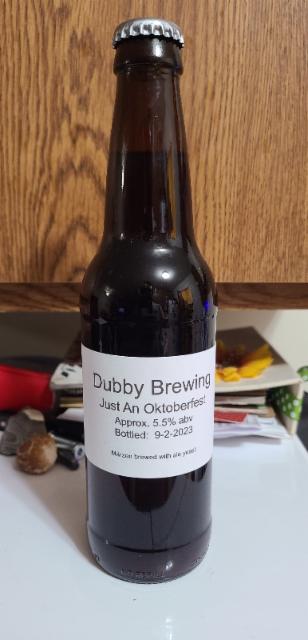 Dubby Brewing
Just An Oktoberfest
Approx. 5.5% abv
Bottled: 9-2-2023
Märzen brewed with ale yeast